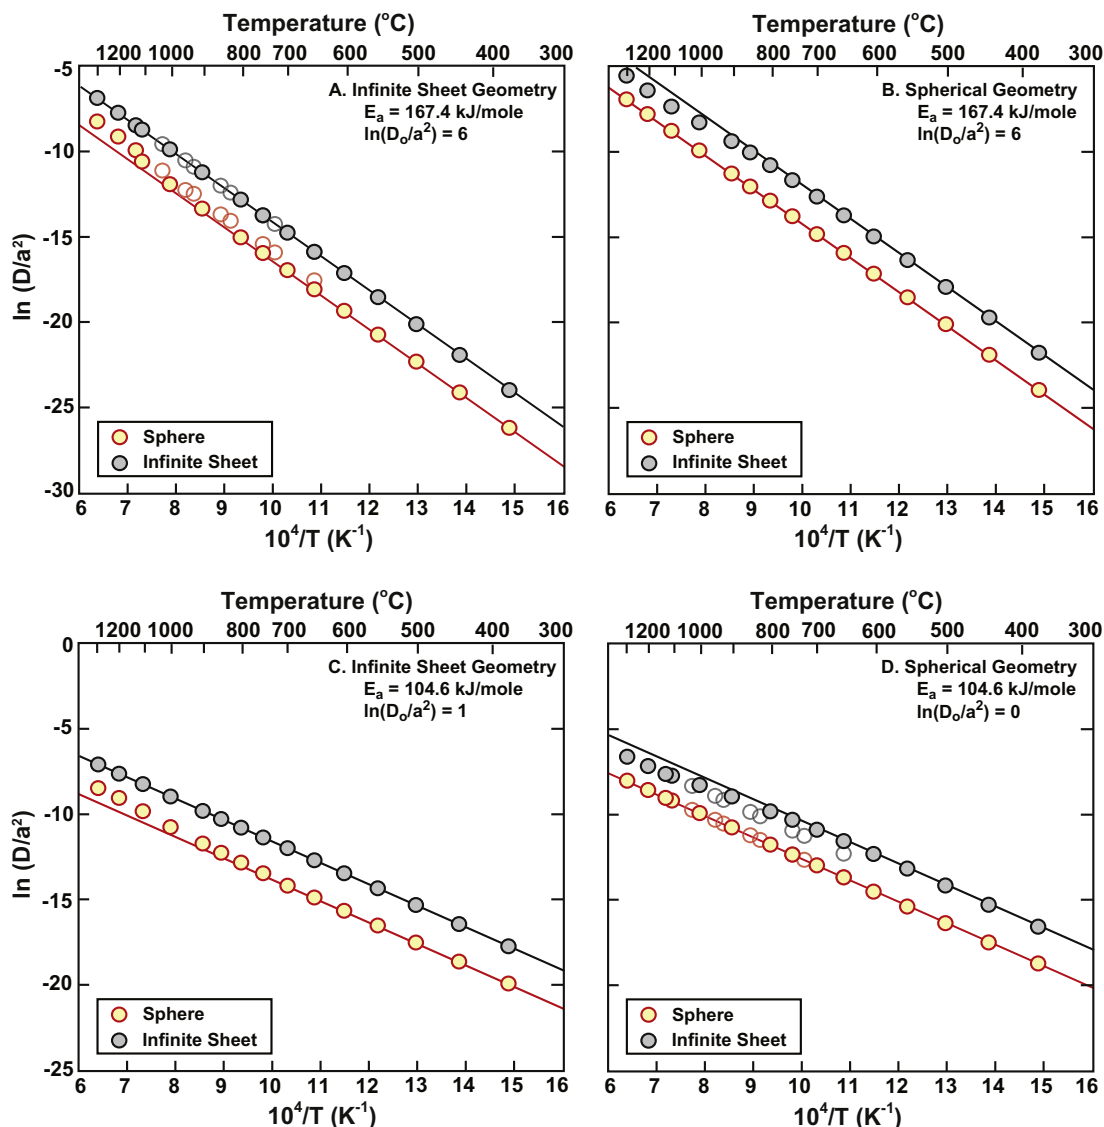 Temperature (°C)
1200 1000 800 700 600 500 400 300
A. Infinite Sheet Geometry
Eₐ = 167.4 kJ/mole
ln(Dₒ/a²) = 6
-5
-10
-15
-20
-25
-30
ln (D/a²)
Sphere
Infinite Sheet
6 7 8 9 10 11 12 13 14 15 16
10⁴/T (K⁻¹)
Temperature (°C)
1200 1000 800 700 600 500 400 300
B. Spherical Geometry
Eₐ = 167.4 kJ/mole
ln(Dₒ/a²) = 6
Sphere
Infinite Sheet
6 7 8 9 10 11 12 13 14 15 16
10⁴/T (K⁻¹)
Temperature (°C)
1200 1000 800 700 600 500 400 300
C. Infinite Sheet Geometry
Eₐ = 104.6 kJ/mole
ln(Dₒ/a²) = 1
0
-5
-10
-15
-20
-25
ln (D/a²)
Sphere
Infinite Sheet
6 7 8 9 10 11 12 13 14 15 16
10⁴/T (K⁻¹)
Temperature (°C)
1200 1000 800 700 600 500 400 300
D. Spherical Geometry
Eₐ = 104.6 kJ/mole
ln(Dₒ/a²) = 0
Sphere
Infinite Sheet
6 7 8 9 10 11 12 13 14 15 16
10⁴/T (K⁻¹)